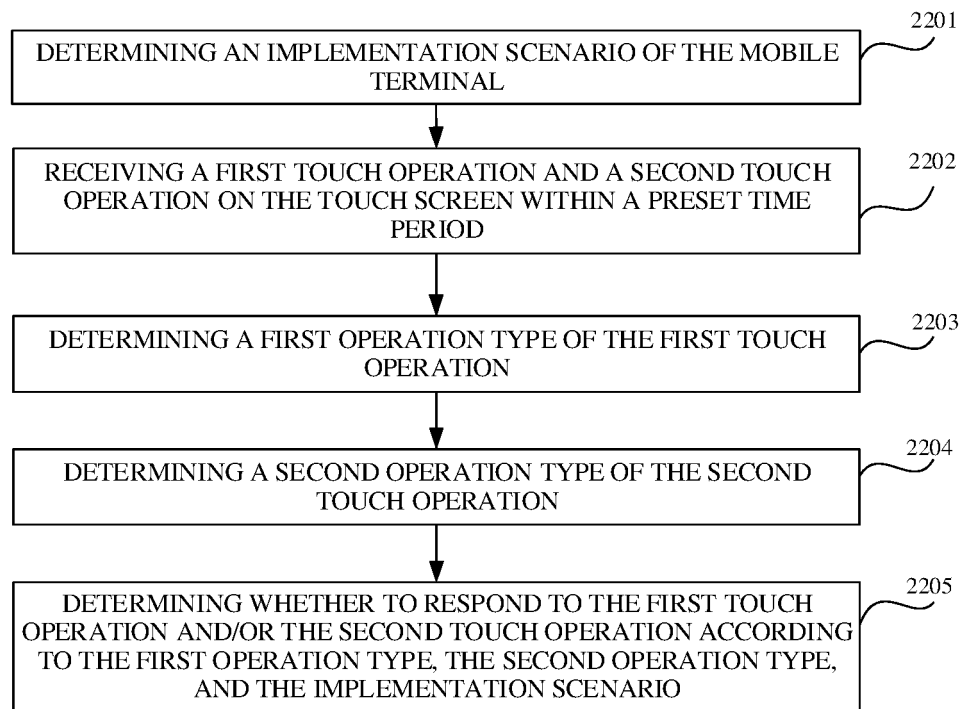 2201
DETERMINING AN IMPLEMENTATION SCENARIO OF THE MOBILE
TERMINAL
2202
RECEIVING A FIRST TOUCH OPERATION AND A SECOND TOUCH
OPERATION ON THE TOUCH SCREEN WITHIN A PRESET TIME
PERIOD
2203
DETERMINING A FIRST OPERATION TYPE OF THE FIRST TOUCH
OPERATION
2204
DETERMINING A SECOND OPERATION TYPE OF THE SECOND
TOUCH OPERATION
2205
DETERMINING WHETHER TO RESPOND TO THE FIRST TOUCH
OPERATION AND/OR THE SECOND TOUCH OPERATION ACCORDING
TO THE FIRST OPERATION TYPE, THE SECOND OPERATION TYPE,
AND THE IMPLEMENTATION SCENARIO